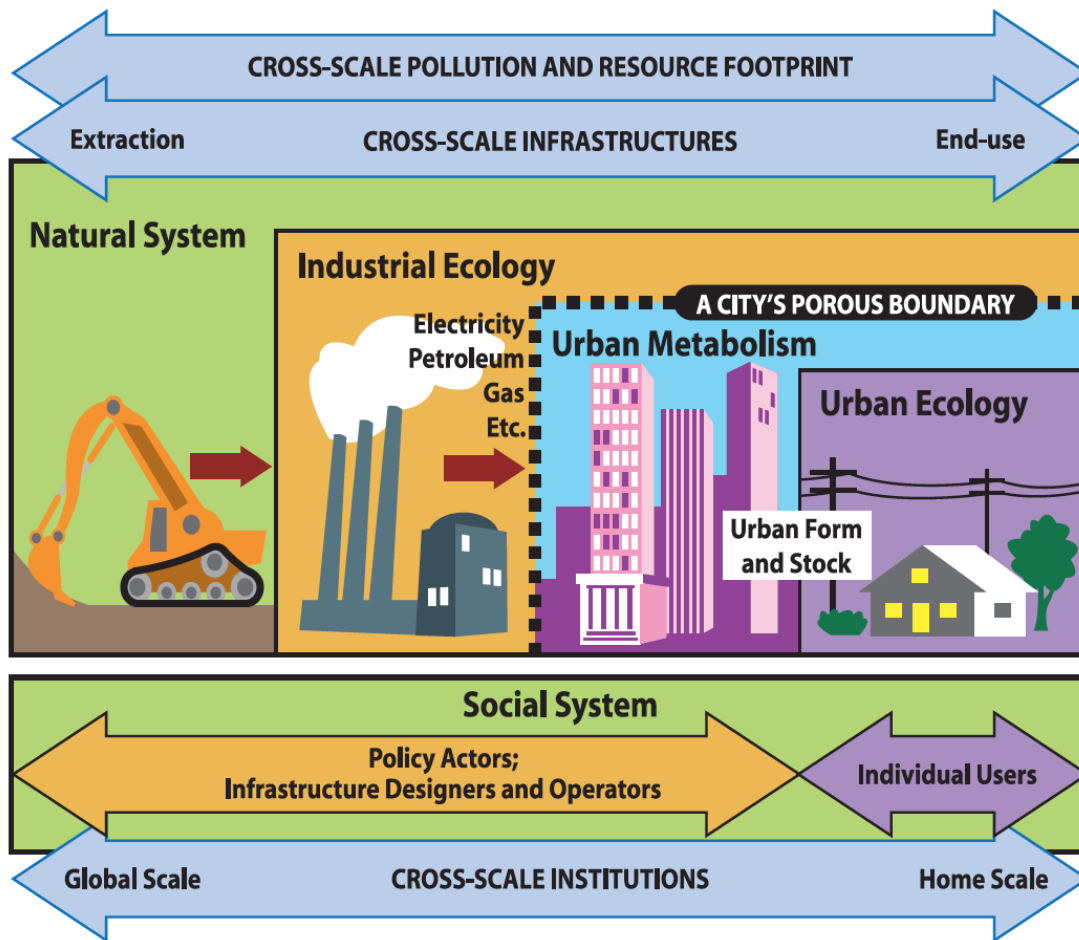 CROSS-SCALE POLLUTION AND RESOURCE FOOTPRINT
Extraction
CROSS-SCALE INFRASTRUCTURES
End-use
Natural System
Industrial Ecology
A CITY'S POROUS BOUNDARY
Electricity
Petroleum
Gas
Etc.
Urban Metabolism
Urban Ecology
Urban Form
and Stock
Social System
Policy Actors;
Infrastructure Designers and Operators
Individual Users
Global Scale
CROSS-SCALE INSTITUTIONS
Home Scale